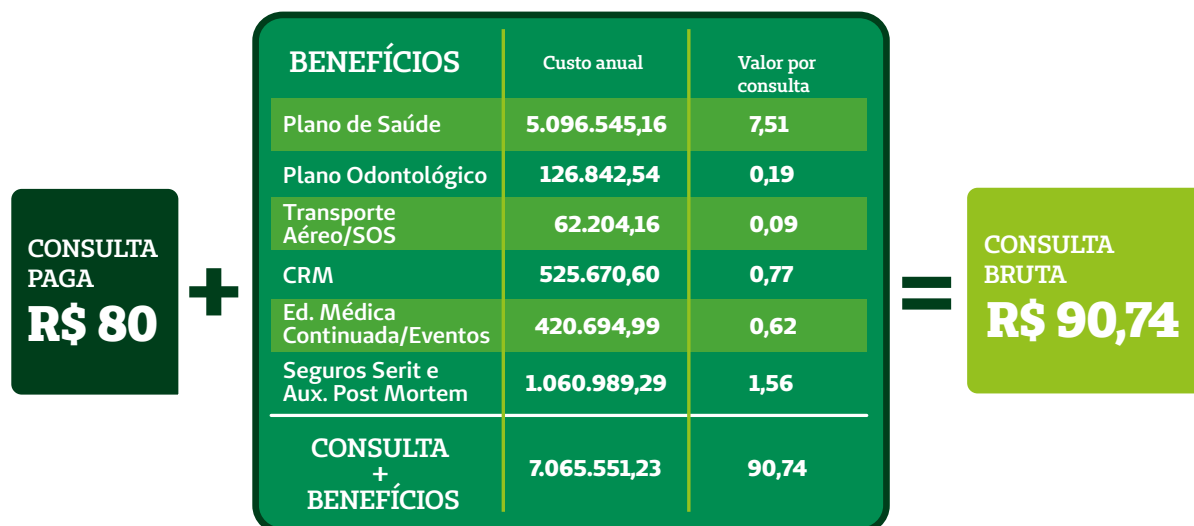 CONSULTA
PAGA
R$ 80
+
BENEFÍCIOS Custo anual Valor por
consulta
Plano de Saúde 5.096.545,16 7,51
Plano Odontológico 126.842,54 0,19
Transporte
Aéreo/SOS 62.204,16 0,09
CRM 525.670,60 0,77
Ed. Médica
Continuada/Eventos 420.694,99 0,62
Seguros Serit e
Aux. Post Mortem 1.060.989,29 1,56
CONSULTA
+
BENEFÍCIOS 7.065.551,23 90,74
=
CONSULTA
BRUTA
R$ 90,74